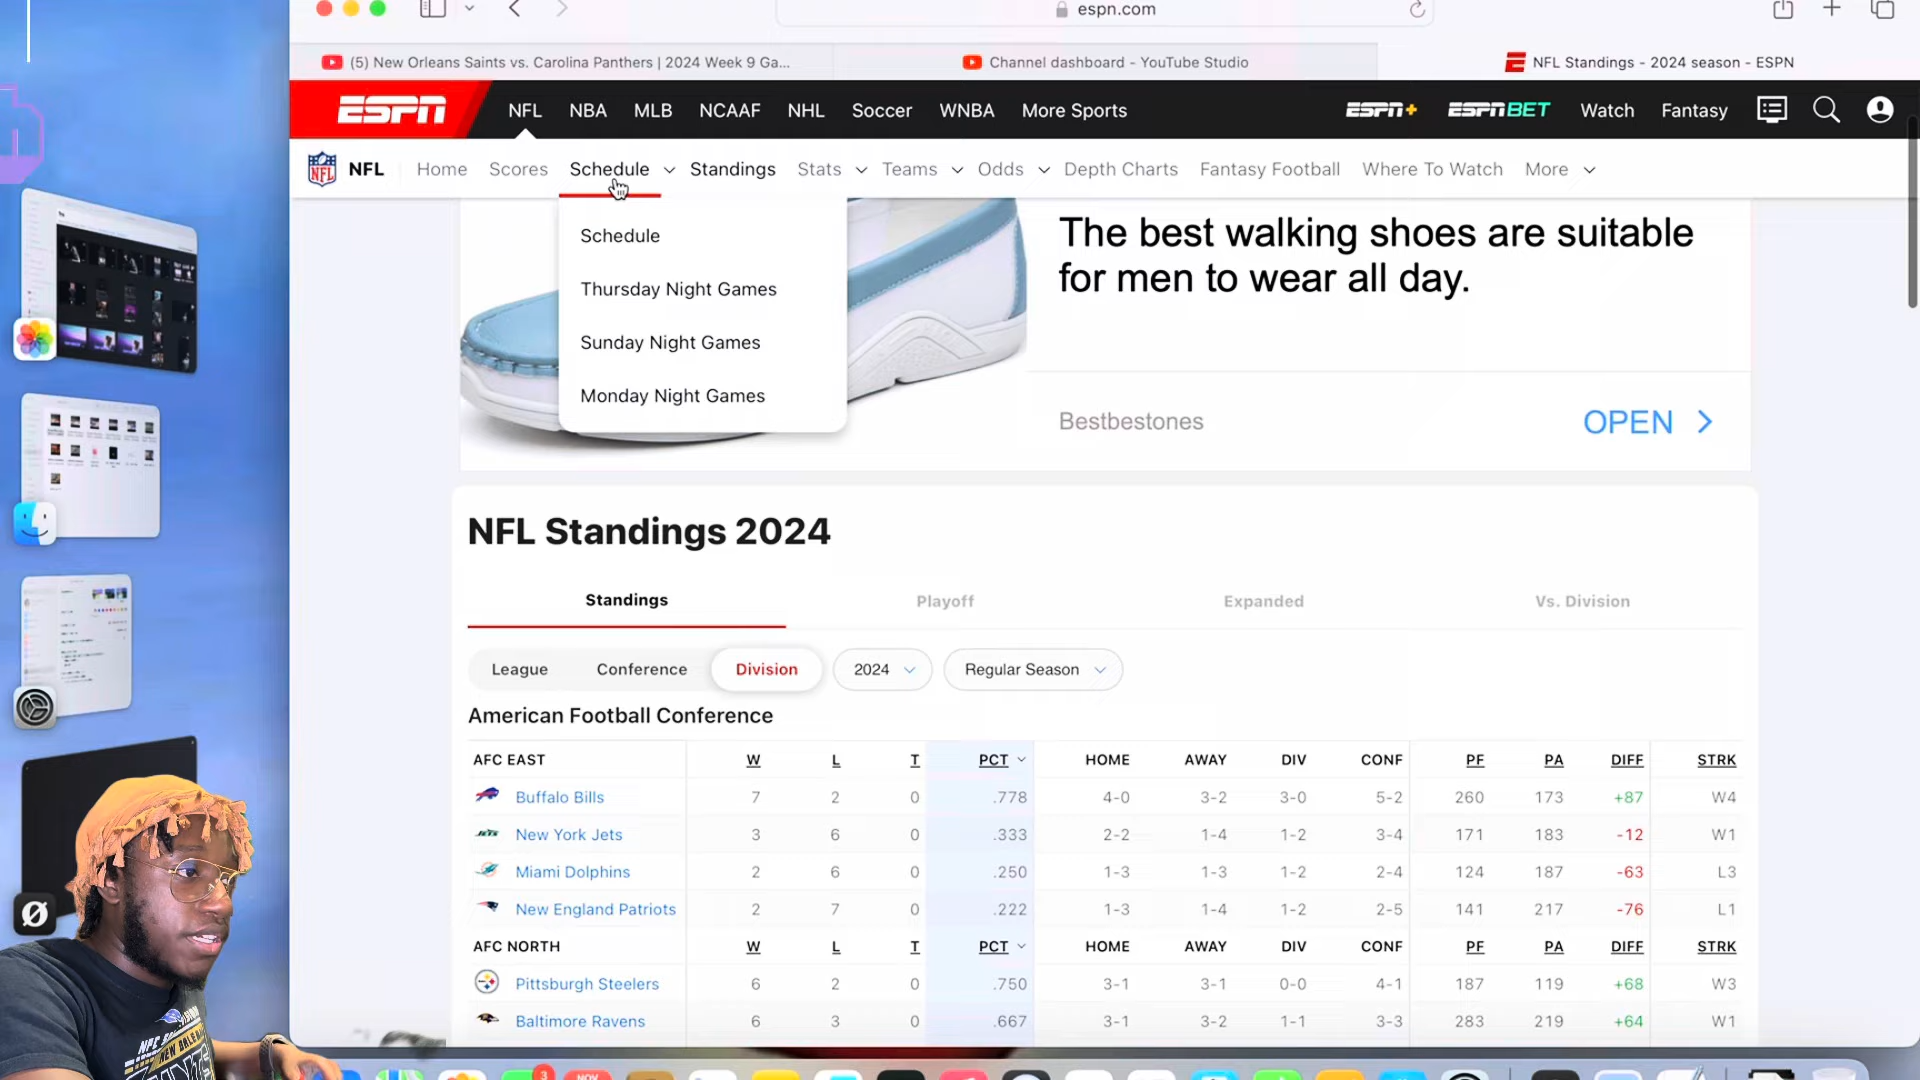 espn.com
(5) New Orleans Saints vs. Carolina Panthers | 2024 Week 9 Ga...
Channel dashboard - YouTube Studio
NFL Standings - 2024 season - ESPN
ESPN NFL NBA MLB NCAAF NHL Soccer WNBA More Sports ESPN+ ESPN BET Watch Fantasy
NFL NFL Home Scores Schedule Standings Stats Teams Odds Depth Charts Fantasy Football Where To Watch More
Schedule
Thursday Night Games
Sunday Night Games
Monday Night Games
The best walking shoes are suitable
for men to wear all day.
Bestbestones OPEN
NFL Standings 2024
Standings Playoff Expanded Vs. Division
League Conference Division 2024 Regular Season
American Football Conference
AFC EAST W L T PCT HOME AWAY DIV CONF PF PA DIFF STRK
Buffalo Bills 7 2 0 .778 4-0 3-2 3-0 5-2 260 173 +87 W4
JETS New York Jets 3 6 0 .333 2-2 1-4 1-2 3-4 171 183 -12 W1
Miami Dolphins 2 6 0 .250 1-3 1-3 1-2 2-4 124 187 -63 L3
New England Patriots 2 7 0 .222 1-3 1-4 1-2 2-5 141 217 -76 L1
AFC NORTH W L T PCT HOME AWAY DIV CONF PF PA DIFF STRK
Pittsburgh Steelers 6 2 0 .750 3-1 3-1 0-0 4-1 187 119 +68 W3
Baltimore Ravens 6 3 0 .667 3-1 3-2 1-1 3-3 283 219 +64 W1
NFC
NEW ORLEANS
3
NOV